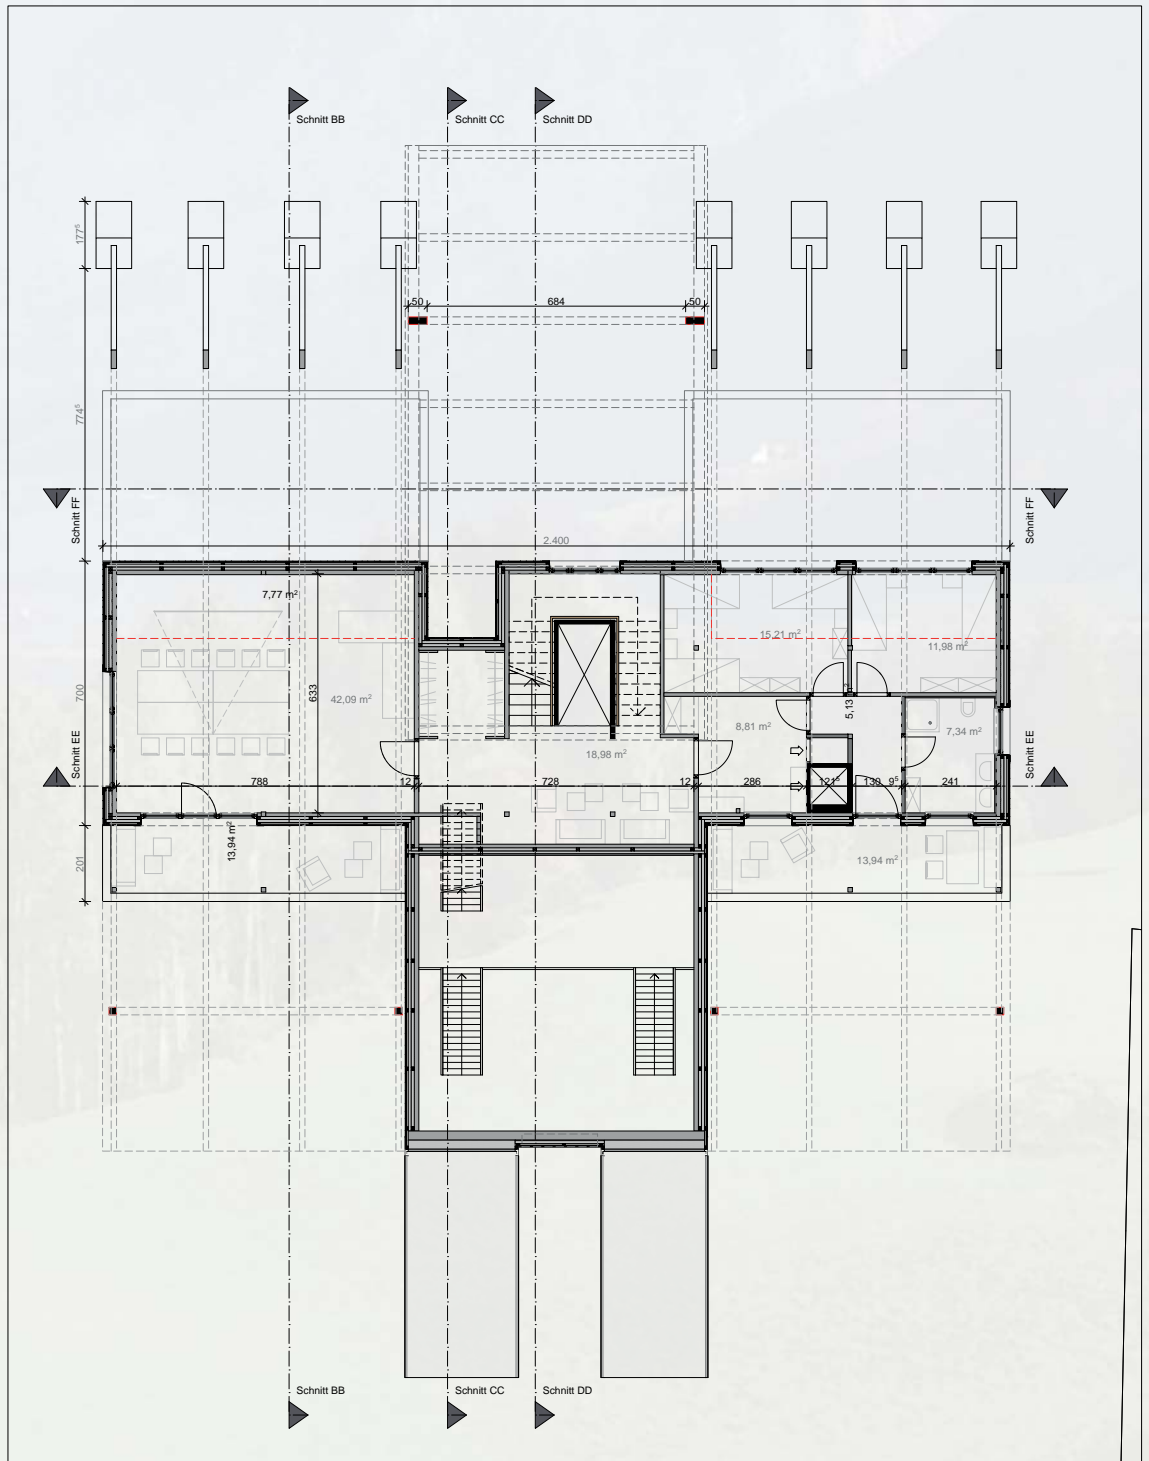 Schnitt BB
Schnitt CC
Schnitt DD
177⁵
50
684
50
774⁵
Schnitt FF
Schnitt FF
2.400
7,77 m²
15,21 m²
11,98 m²
700
633
42,09 m²
5,13
2
8,81 m²
7,34 m²
18,98 m²
Schnitt EE
Schnitt EE
788
12
728
12
286
121⁵
130
9⁵
241
201
13,94 m²
13,94 m²
Schnitt BB
Schnitt CC
Schnitt DD